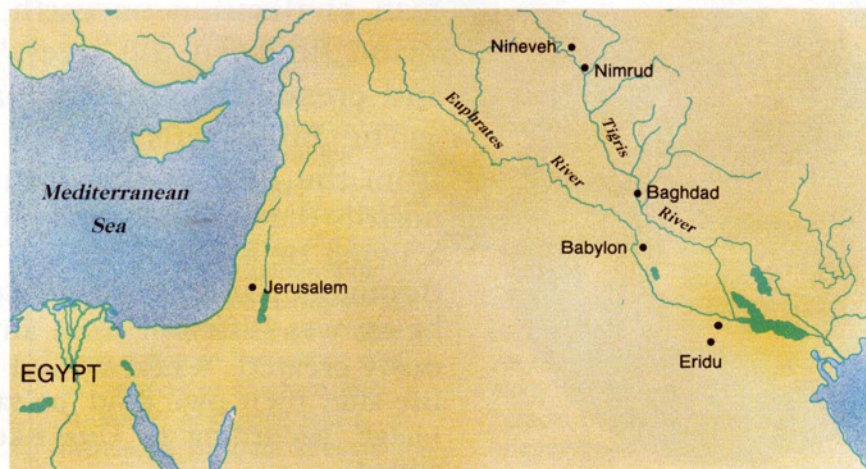 Nineveh
Nimrud
Euphrates
River
Tigris
Mediterranean
Sea
Baghdad
River
Babylon
Jerusalem
Eridu
EGYPT